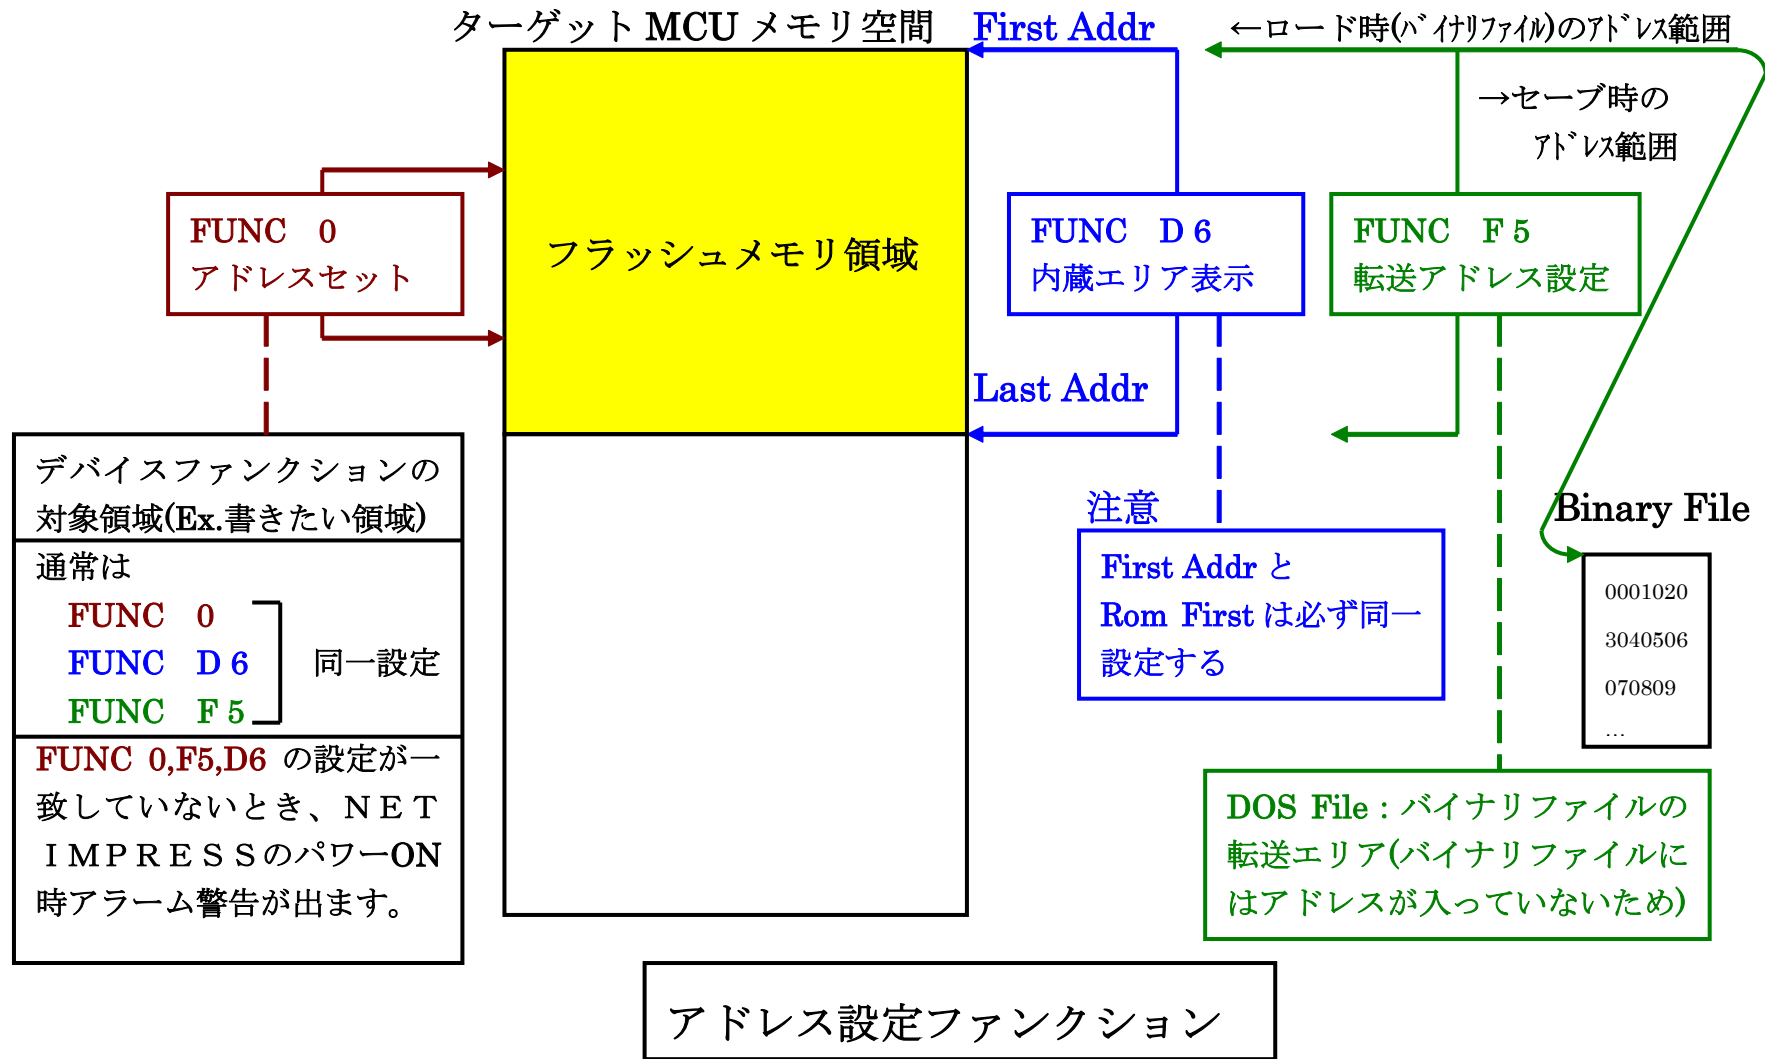 ターゲット MCU メモリ空間
First Addr
←ロード時(ﾊﾞｲﾅﾘﾌｧｲﾙ)のｱﾄﾞﾚｽ範囲
→セーブ時の
ｱﾄﾞﾚｽ範囲
FUNC 0
アドレスセット
フラッシュメモリ領域
FUNC D 6
内蔵エリア表示
FUNC F 5
転送アドレス設定
Last Addr
デバイスファンクションの
対象領域(Ex.書きたい領域)
通常は
FUNC 0
FUNC D 6
FUNC F 5
同一設定
FUNC 0,F5,D6 の設定が一
致していないとき、ＮＥＴ
ＩＭＰＲＥＳＳのパワーON
時アラーム警告が出ます。
注意
First Addr と
Rom First は必ず同一
設定する
Binary File
0001020
3040506
070809
…
DOS File : バイナリファイルの
転送エリア(バイナリファイルに
はアドレスが入っていないため)
アドレス設定ファンクション